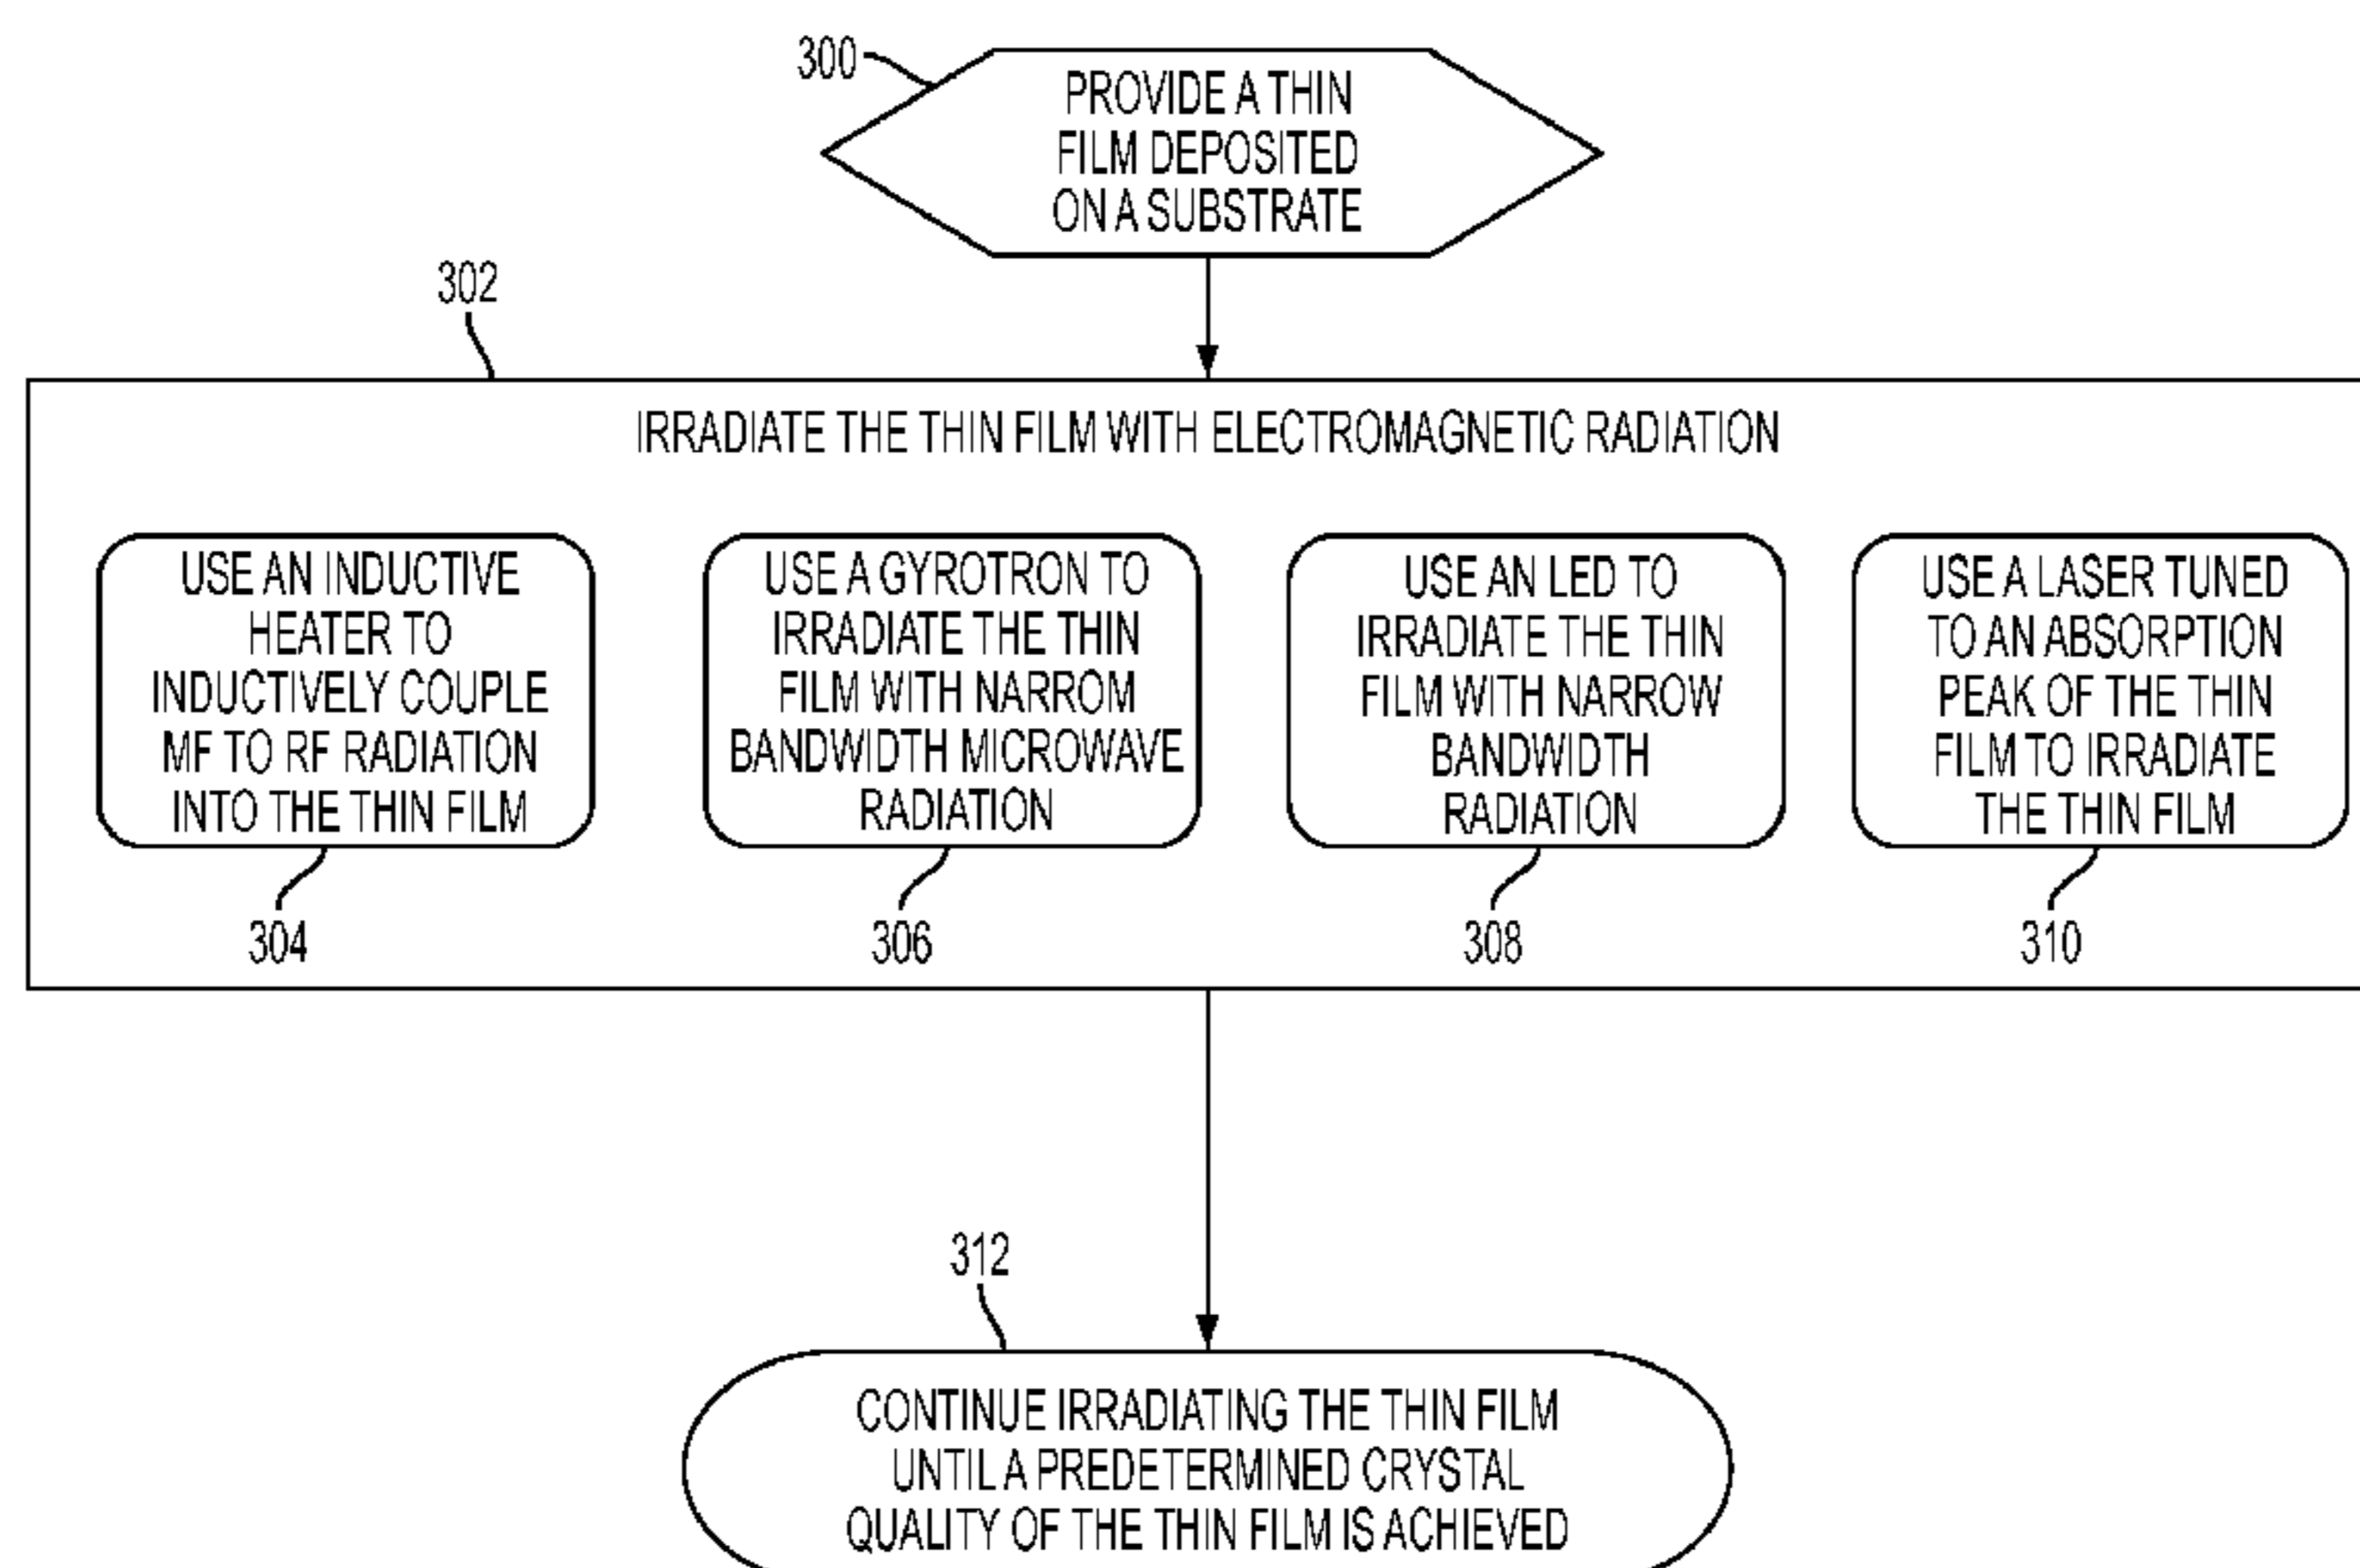 300
PROVIDE A THIN
FILM DEPOSITED
ON A SUBSTRATE
302
IRRADIATE THE THIN FILM WITH ELECTROMAGNETIC RADIATION
USE AN INDUCTIVE
HEATER TO
INDUCTIVELY COUPLE
MF TO RF RADIATION
INTO THE THIN FILM
304
USE A GYROTRON TO
IRRADIATE THE THIN
FILM WITH NARROM
BANDWIDTH MICROWAVE
RADIATION
306
USE AN LED TO
IRRADIATE THE THIN
FILM WITH NARROW
BANDWIDTH
RADIATION
308
USE A LASER TUNED
TO AN ABSORPTION
PEAK OF THE THIN
FILM TO IRRADIATE
THE THIN FILM
310
312
CONTINUE IRRADIATING THE THIN FILM
UNTIL A PREDETERMINED CRYSTAL
QUALITY OF THE THIN FILM IS ACHIEVED